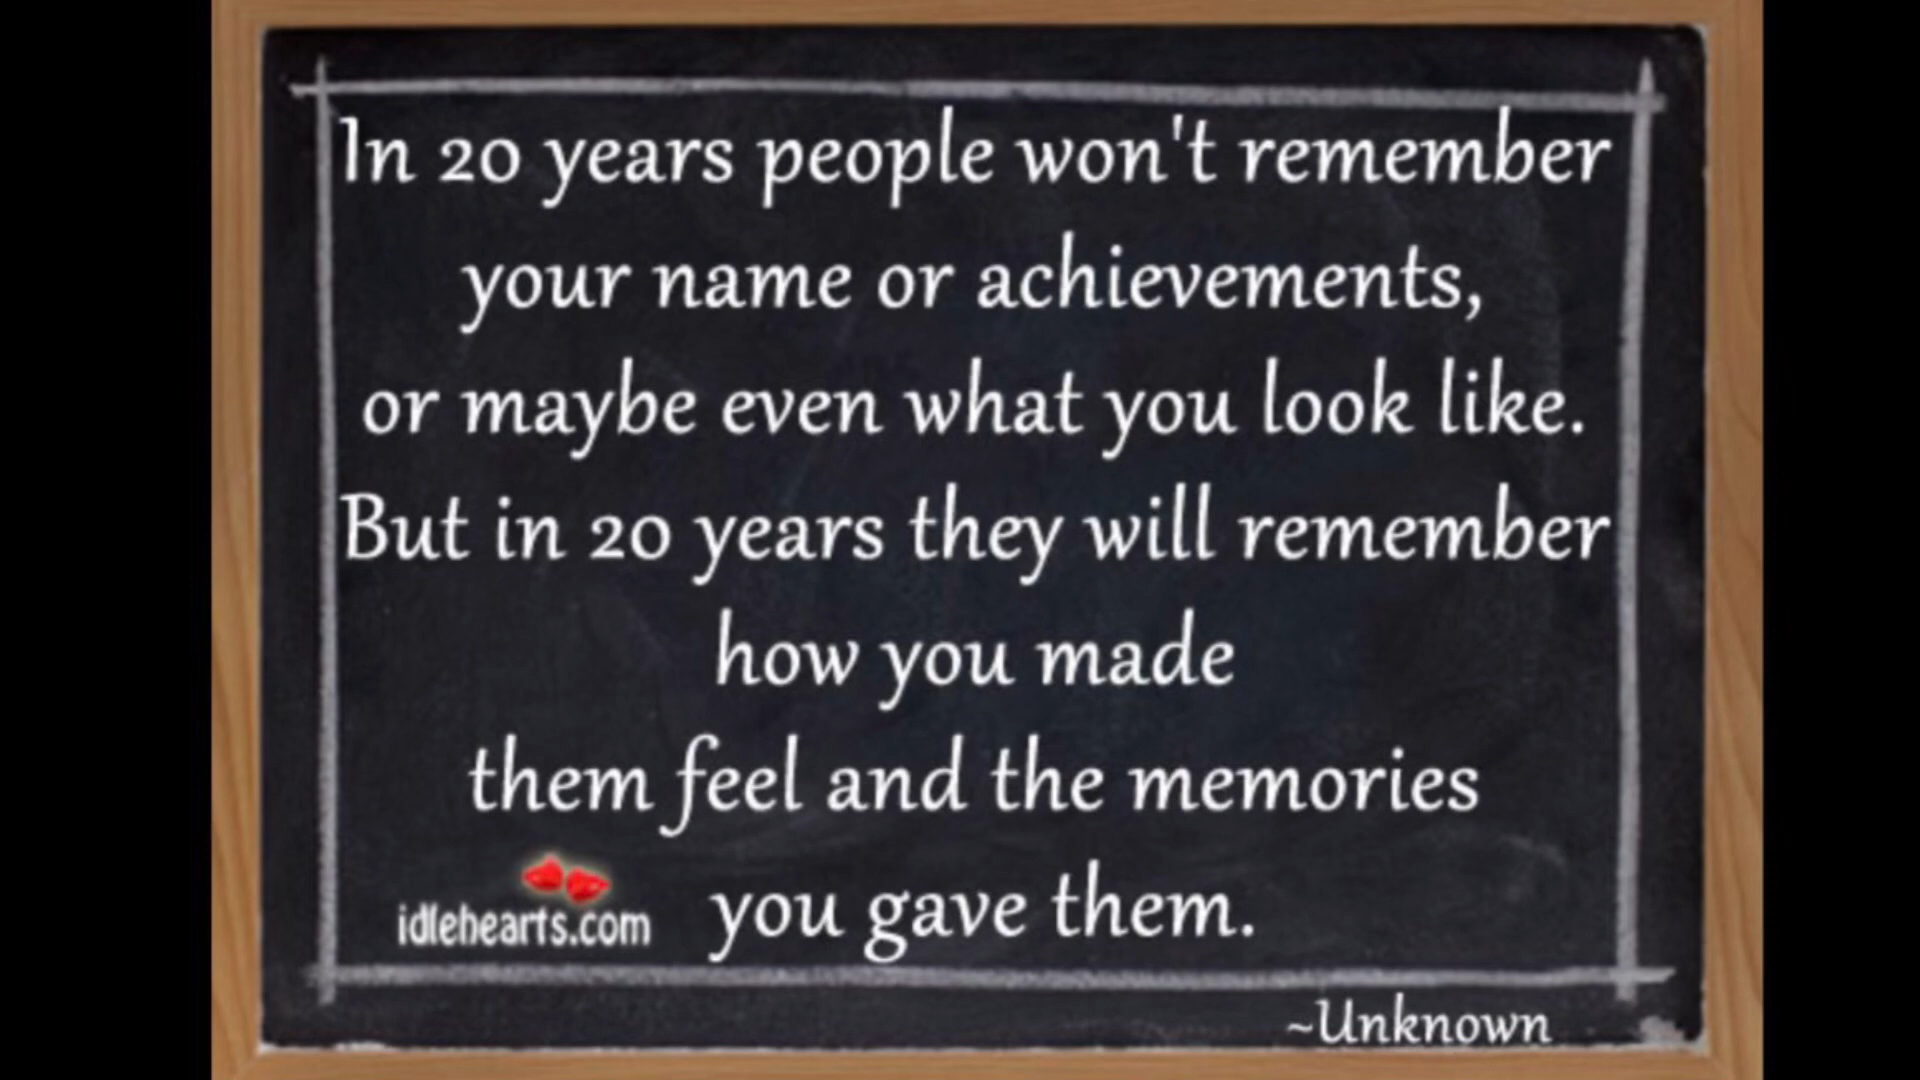 In 20 years people won't remember
your name or achievements,
or maybe even what you look like.
But in 20 years they will remember
how you made
them feel and the memories
you gave them.
idlehearts.com
~Unknown